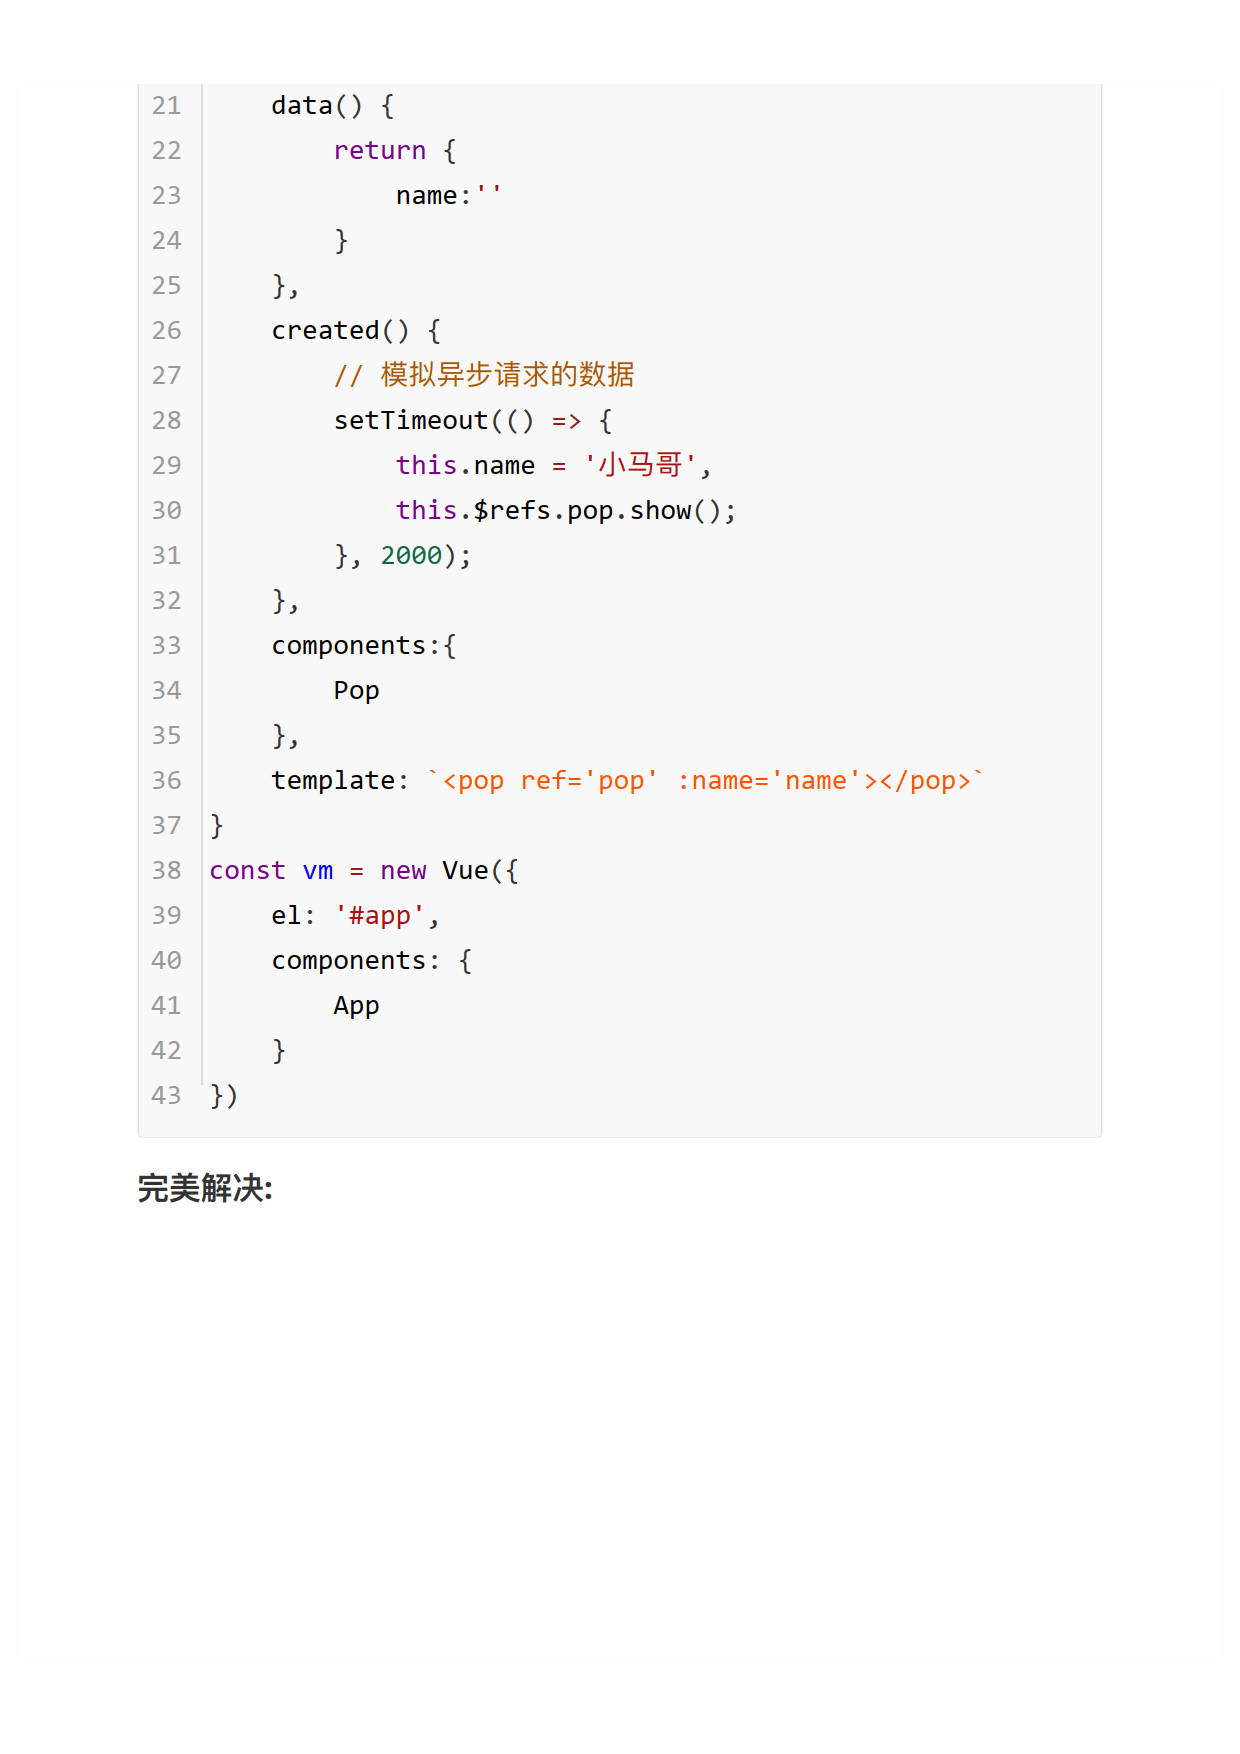 21     data() {
22         return {
23             name:''
24         }
25     },
26     created() {
27         // 模拟异步请求的数据
28         setTimeout(() => {
29             this.name = '小马哥',
30             this.$refs.pop.show();
31         }, 2000);
32     },
33     components:{
34         Pop
35     },
36     template: `<pop ref='pop' :name='name'></pop>`
37 }
38 const vm = new Vue({
39     el: '#app',
40     components: {
41         App
42     }
43 })
完美解决: